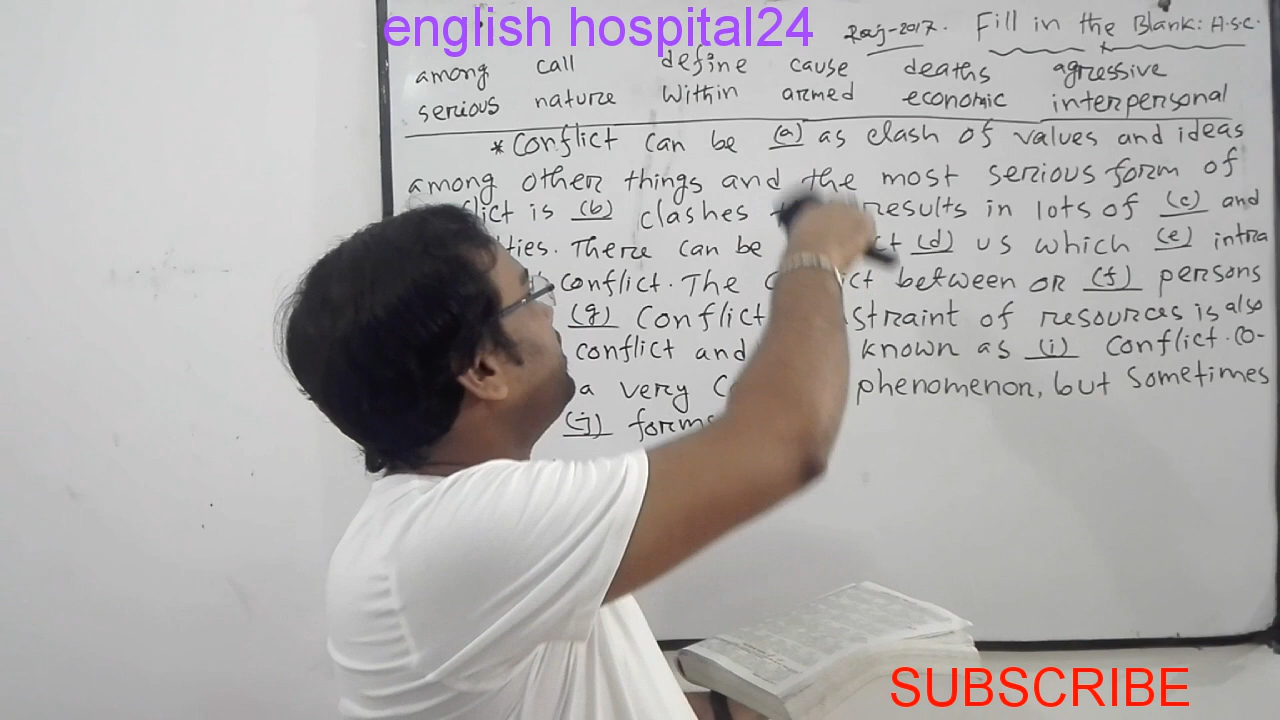 english hospital24
Raj-2017. Fill in the Blank: H.S.C.
among call define cause deaths agressive
serious nature within armed economic interpersonal
* Conflict can be (a) as clash of values and ideas
among other things and the most serious form of
is (b) clashes results in lots of (c) and
There can be (d) us which (e) intra
conflict. The between or (f) persons
(g) conflict of resources is also
conflict and known as (i) conflict. Co-
a very phenomenon, but sometimes
(j) forms
SUBSCRIBE